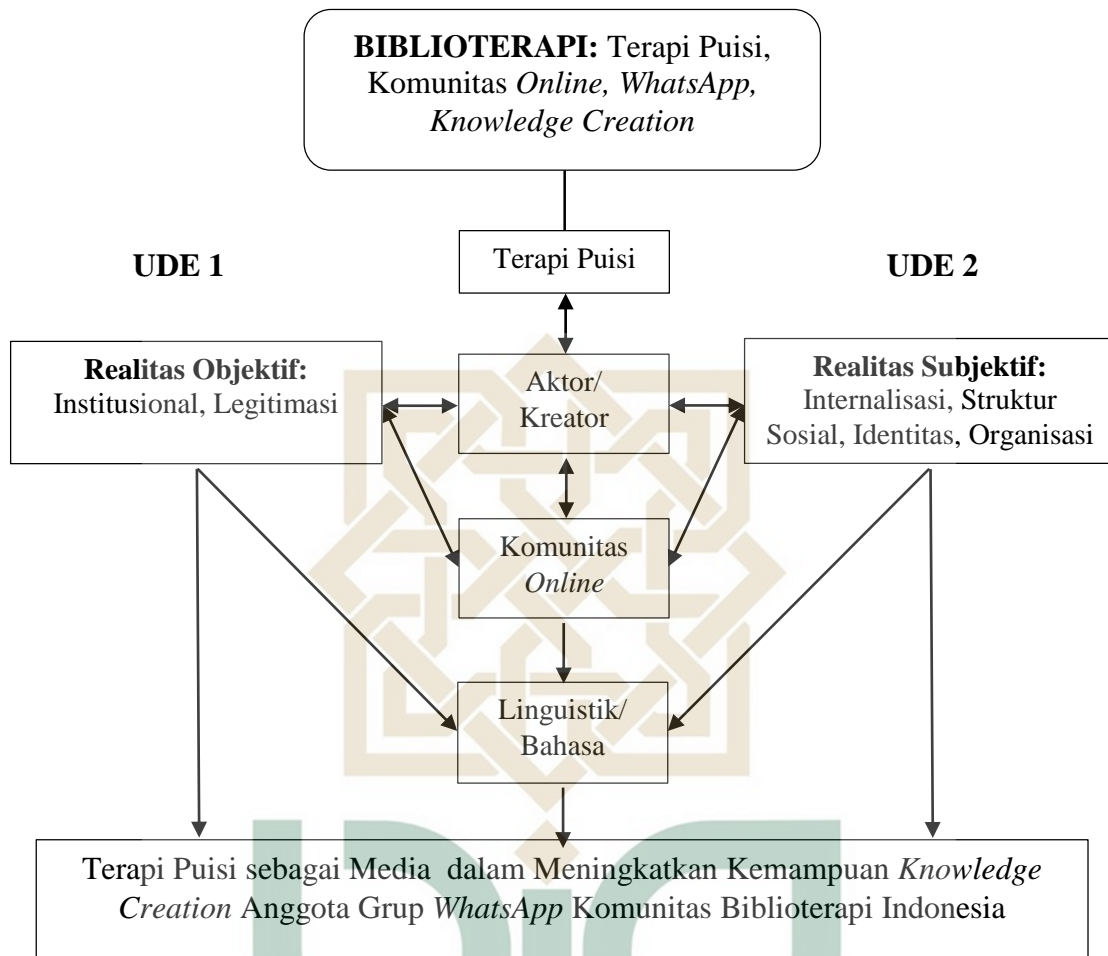 BIBLIOTERAPI: Terapi Puisi,
Komunitas Online, WhatsApp,
Knowledge Creation
Terapi Puisi
UDE 1
UDE 2
Realitas Objektif:
Institusional, Legitimasi
Aktor/
Kreator
Realitas Subjektif:
Internalisasi, Struktur
Sosial, Identitas, Organisasi
Komunitas
Online
Linguistik/
Bahasa
Terapi Puisi sebagai Media dalam Meningkatkan Kemampuan Knowledge
Creation Anggota Grup WhatsApp Komunitas Biblioterapi Indonesia